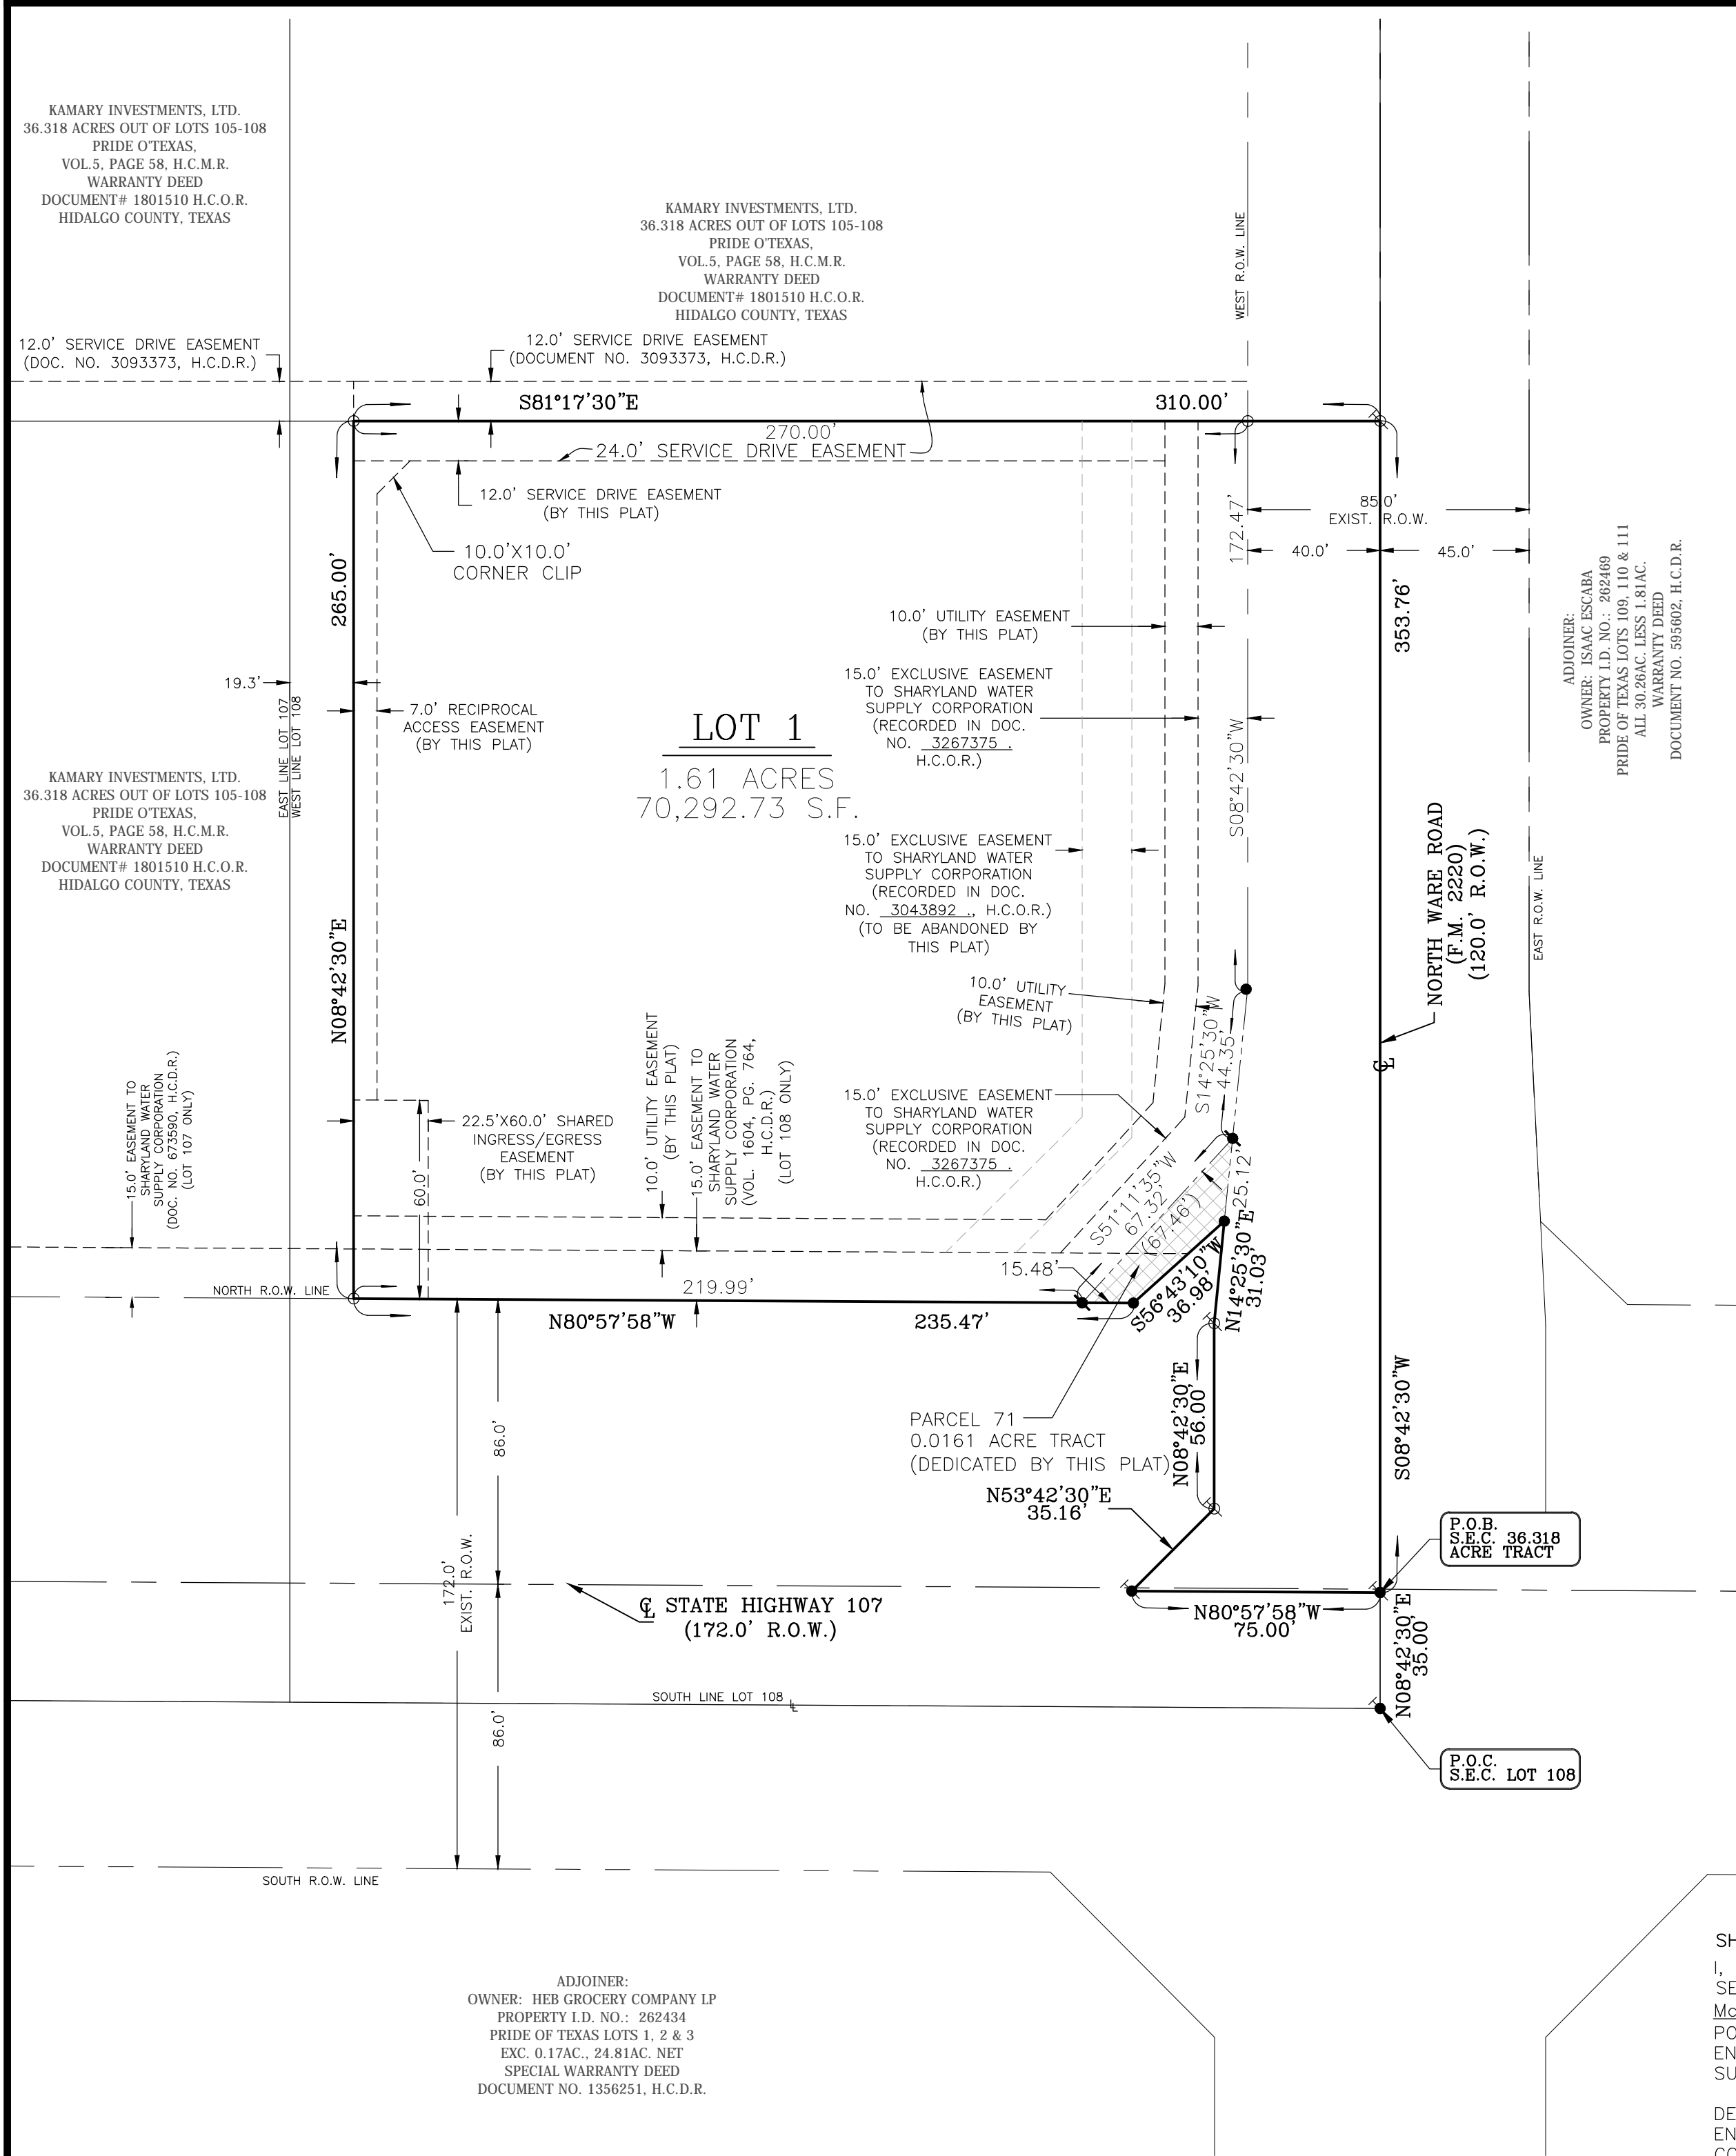 KAMARY INVESTMENTS, LTD.
36.318 ACRES OUT OF LOTS 105-108
PRIDE O'TEXAS,
VOL.5, PAGE 58, H.C.M.R.
WARRANTY DEED
DOCUMENT# 1801510 H.C.O.R.
HIDALGO COUNTY, TEXAS
KAMARY INVESTMENTS, LTD.
36.318 ACRES OUT OF LOTS 105-108
PRIDE O'TEXAS,
VOL.5, PAGE 58, H.C.M.R.
WARRANTY DEED
DOCUMENT# 1801510 H.C.O.R.
HIDALGO COUNTY, TEXAS
WEST R.O.W. LINE
12.0' SERVICE DRIVE EASEMENT
(DOC. NO. 3093373, H.C.D.R.)
12.0' SERVICE DRIVE EASEMENT
(DOCUMENT NO. 3093373, H.C.D.R.)
S81°17'30"E
310.00'
270.00'
24.0' SERVICE DRIVE EASEMENT
12.0' SERVICE DRIVE EASEMENT
(BY THIS PLAT)
10.0'X10.0'
CORNER CLIP
265.00'
N08°42'30"E
172.47'
S08°42'30"W
85.0'
EXIST. R.O.W.
40.0'
45.0'
353.76'
ADJOINER:
OWNER: ISAAC ESCABA
PROPERTY I.D. NO.: 262469
PRIDE OF TEXAS LOTS 109, 110 & 111
ALL 30.26AC. LESS 1.81AC.
WARRANTY DEED
DOCUMENT NO. 595602, H.C.D.R.
10.0' UTILITY EASEMENT
(BY THIS PLAT)
15.0' EXCLUSIVE EASEMENT
TO SHARYLAND WATER
SUPPLY CORPORATION
(RECORDED IN DOC.
NO. 3267375 .
H.C.O.R.)
19.3'
7.0' RECIPROCAL
ACCESS EASEMENT
(BY THIS PLAT)
EAST LINE LOT 107
WEST LINE LOT 108
LOT 1
1.61 ACRES
70,292.73 S.F.
KAMARY INVESTMENTS, LTD.
36.318 ACRES OUT OF LOTS 105-108
PRIDE O'TEXAS,
VOL.5, PAGE 58, H.C.M.R.
WARRANTY DEED
DOCUMENT# 1801510 H.C.O.R.
HIDALGO COUNTY, TEXAS
15.0' EXCLUSIVE EASEMENT
TO SHARYLAND WATER
SUPPLY CORPORATION
(RECORDED IN DOC.
NO. 3043892 ., H.C.O.R.)
(TO BE ABANDONED BY
THIS PLAT)
NORTH WARE ROAD
(F.M. 2220)
(120.0' R.O.W.)
EAST R.O.W. LINE
10.0' UTILITY
EASEMENT
(BY THIS PLAT)
S14°25'30"W
44.35'
℄
15.0' EASEMENT TO
SHARYLAND WATER
SUPPLY CORPORATION
(DOC. NO. 673590, H.C.D.R.)
(LOT 107 ONLY)
22.5'X60.0' SHARED
INGRESS/EGRESS
EASEMENT
(BY THIS PLAT)
60.0'
10.0' UTILITY EASEMENT
(BY THIS PLAT)
15.0' EASEMENT TO
SHARYLAND WATER
SUPPLY CORPORATION
(VOL. 1604, PG. 764,
H.C.D.R.)
(LOT 108 ONLY)
15.0' EXCLUSIVE EASEMENT
TO SHARYLAND WATER
SUPPLY CORPORATION
(RECORDED IN DOC.
NO. 3267375 .
H.C.O.R.)
S51°11'35"W
67.32'
(67.46')
25.12'
N14°25'30"E
31.03'
S56°43'10"W
36.98'
15.48'
NORTH R.O.W. LINE
219.99'
N80°57'58"W
235.47'
N08°42'30"E
56.00'
PARCEL 71
0.0161 ACRE TRACT
(DEDICATED BY THIS PLAT)
N53°42'30"E
35.16'
S08°42'30"W
86.0'
172.0'
EXIST. R.O.W.
P.O.B.
S.E.C. 36.318
ACRE TRACT
℄ STATE HIGHWAY 107
(172.0' R.O.W.)
N80°57'58"W
75.00'
N08°42'30"E
35.00'
SOUTH LINE LOT 108
℄
86.0'
P.O.C.
S.E.C. LOT 108
SOUTH R.O.W. LINE
ADJOINER:
OWNER: HEB GROCERY COMPANY LP
PROPERTY I.D. NO.: 262434
PRIDE OF TEXAS LOTS 1, 2 & 3
EXC. 0.17AC., 24.81AC. NET
SPECIAL WARRANTY DEED
DOCUMENT NO. 1356251, H.C.D.R.
SH
I,
SE
PO
EN
SU
DE
EN